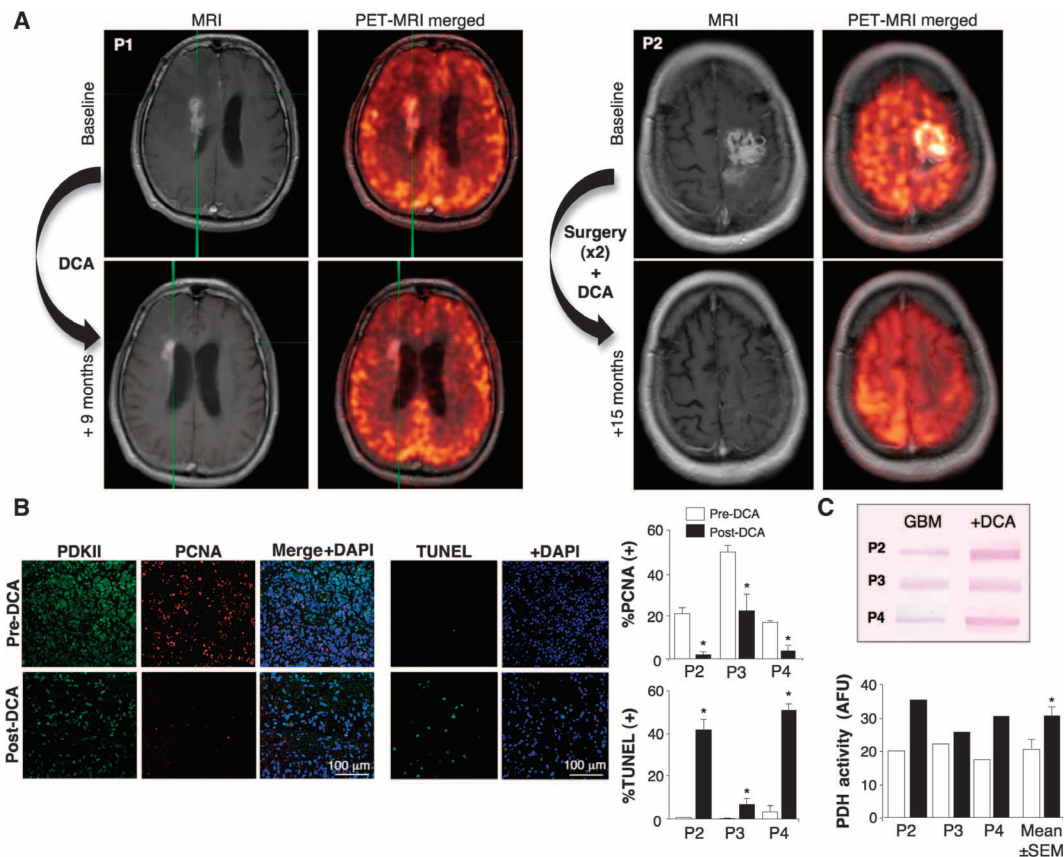 A
MRI
PET-MRI merged
P1
Baseline
DCA
+ 9 months
MRI
PET-MRI merged
P2
Baseline
Surgery
(x2)
+
DCA
+15 months
B
PDKII
PCNA
Merge+DAPI
TUNEL
+DAPI
Pre-DCA
Post-DCA
100 μm
100 μm
Pre-DCA
Post-DCA
%PCNA (+)
60
40
20
0
*
*
*
P2
P3
P4
%TUNEL (+)
60
40
20
0
*
*
*
P2
P3
P4
C
GBM
+DCA
P2
P3
P4
PDH activity (AFU)
40
30
20
10
0
*
P2
P3
P4
Mean
±SEM